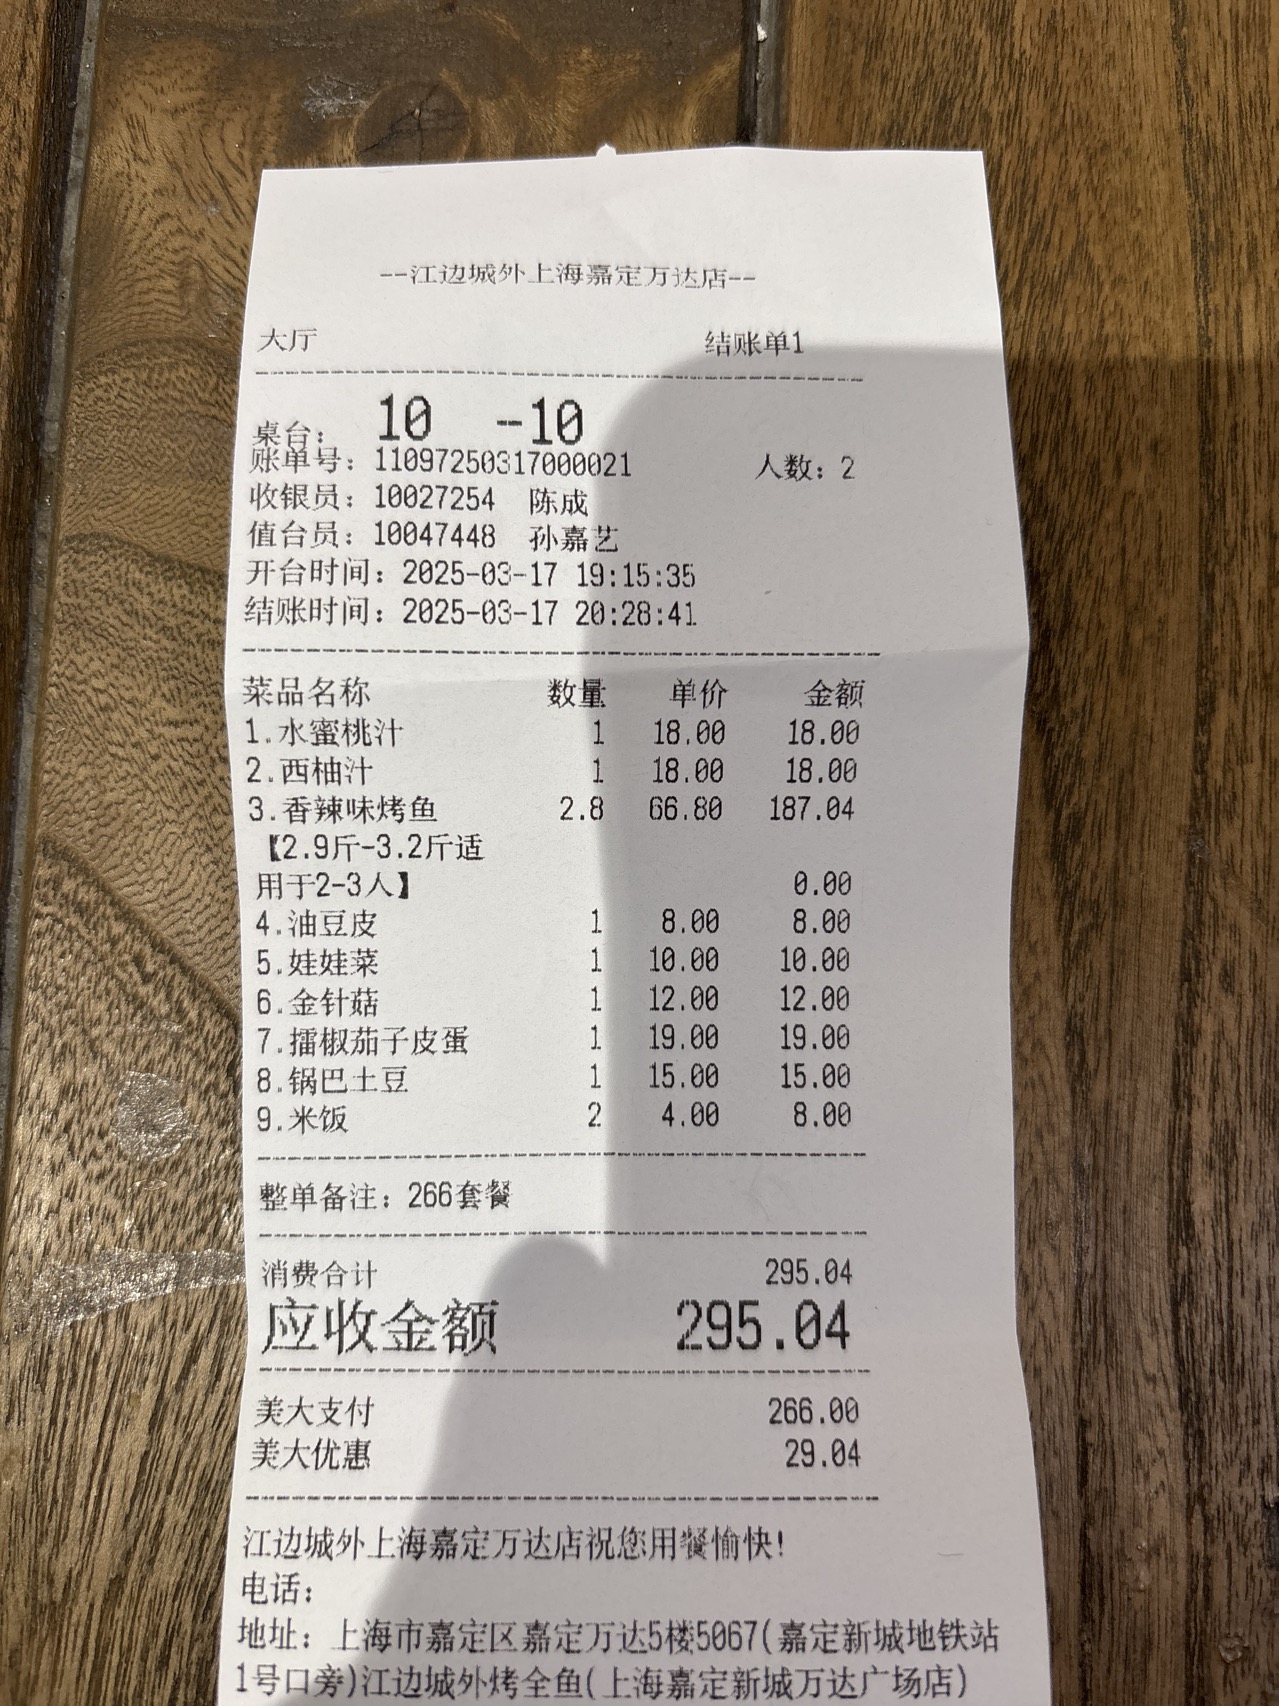 --江边城外上海嘉定万达店--
大厅 结账单1
桌台： 10 -10
账单号：11097250317000021 人数：2
收银员：10027254 陈成
值台员：10047448 孙嘉艺
开台时间：2025-03-17 19:15:35
结账时间：2025-03-17 20:28:41
菜品名称 数量 单价 金额
1.水蜜桃汁 1 18.00 18.00
2.西柚汁 1 18.00 18.00
3.香辣味烤鱼 2.8 66.80 187.04
【2.9斤-3.2斤适
用于2-3人】 0.00
4.油豆皮 1 8.00 8.00
5.娃娃菜 1 10.00 10.00
6.金针菇 1 12.00 12.00
7.擂椒茄子皮蛋 1 19.00 19.00
8.锅巴土豆 1 15.00 15.00
9.米饭 2 4.00 8.00
整单备注：266套餐
消费合计 295.04
应收金额 295.04
美大支付 266.00
美大优惠 29.04
江边城外上海嘉定万达店祝您用餐愉快!
电话：
地址：上海市嘉定区嘉定万达5楼5067(嘉定新城地铁站
1号口旁)江边城外烤全鱼(上海嘉定新城万达广场店)